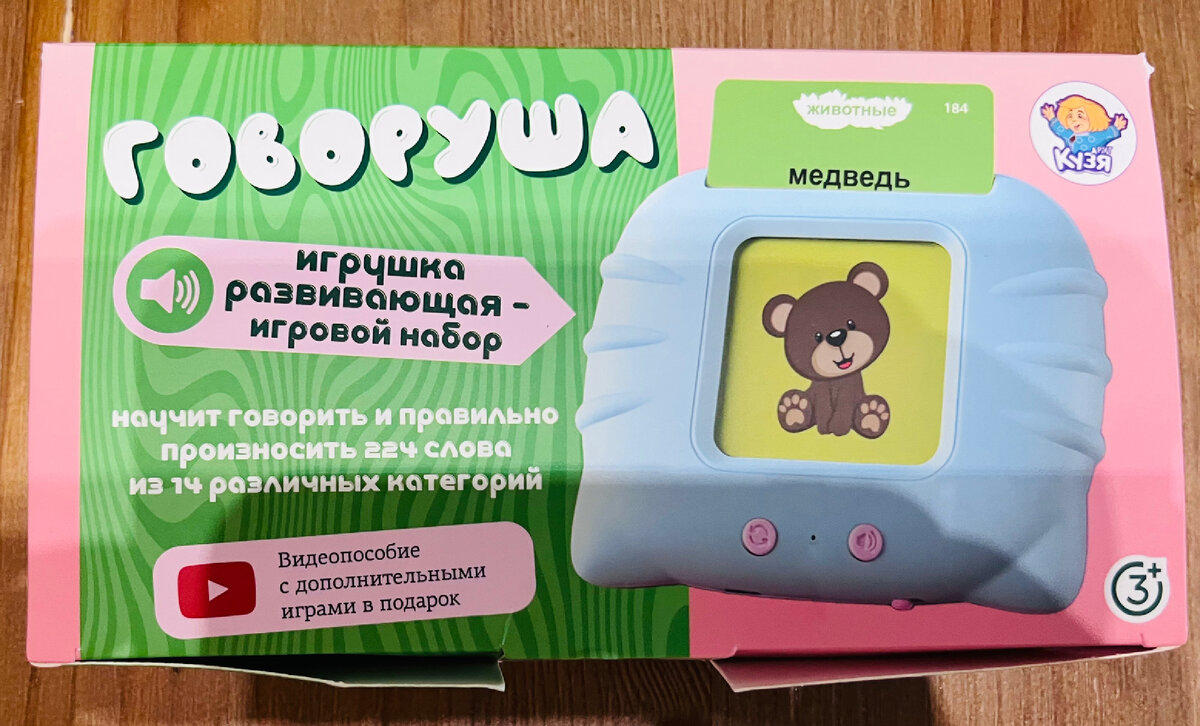 ГОВОРУША
игрушка
развивающая –
игровой набор
научит говорить и правильно
произносить 224 слова
из 14 различных категорий
Видеопособие
с дополнительными
играми в подарок
животные
184
медведь
друг
Кузя
3+